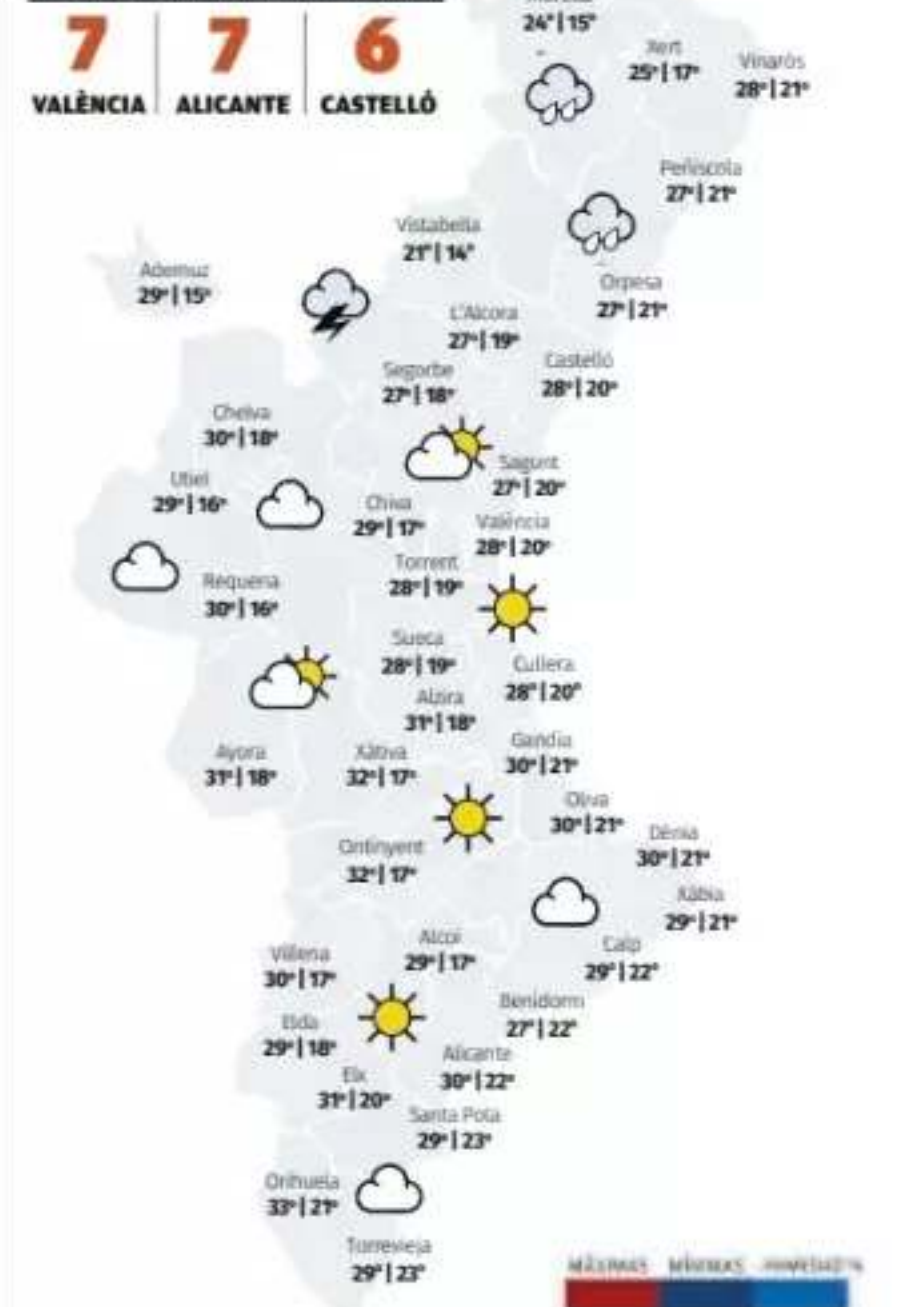 7 7 6
VALÈNCIA ALICANTE CASTELLÓ
24°|15°
Xert
25°|17°
Vinaròs
28°|21°
Peñíscola
27°|21°
Vistabella
21°|14°
Ademuz
29°|15°
Orpesa
27°|21°
L'Alcora
27°|19°
Castelló
28°|20°
Segorbe
27°|18°
Chelva
30°|18°
Sagunt
27°|20°
Utiel
29°|16°
Chiva
29°|17°
València
28°|20°
Torrent
28°|19°
Requena
30°|16°
Sueca
28°|19°
Cullera
28°|20°
Alzira
31°|18°
Gandia
30°|21°
Ayora
31°|18°
Xàtiva
32°|17°
Oliva
30°|21°
Dénia
30°|21°
Ontinyent
32°|17°
Xàbia
29°|21°
Calp
29°|22°
Alcoi
29°|17°
Villena
30°|17°
Benidorm
27°|22°
Elda
29°|18°
Alicante
30°|22°
Elx
31°|20°
Santa Pola
29°|23°
Orihuela
33°|21°
Torrevieja
29°|23°
MÁXIMAS MÍNIMAS